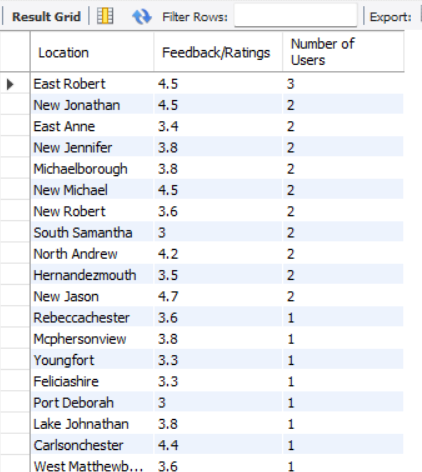 Result Grid Filter Rows: Export:
Location Feedback/Ratings Number of Users
East Robert 4.5 3
New Jonathan 4.5 2
East Anne 3.4 2
New Jennifer 3.8 2
Michaelborough 3.8 2
New Michael 4.5 2
New Robert 3.6 2
South Samantha 3 2
North Andrew 4.2 2
Hernandezmouth 3.5 2
New Jason 4.7 2
Rebeccachester 3.6 1
Mcphersonview 3.8 1
Youngfort 3.3 1
Feliciashire 3.3 1
Port Deborah 3 1
Lake Johnathan 3.8 1
Carlsonchester 4.4 1
West Matthewb... 3.6 1